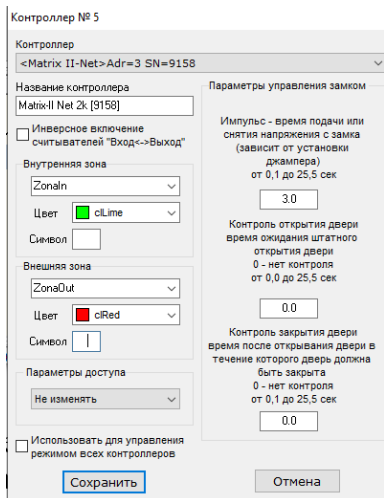 Контроллер № 5
Контроллер
<Matrix II-Net>Adr=3 SN=9158
Название контроллера
Matrix-II Net 2k [9158]
Инверсное включение
считывателей "Вход<->Выход"
Внутренняя зона
ZonaIn
Цвет clLime
Символ
Внешняя зона
ZonaOut
Цвет clRed
Символ
Параметры доступа
Не изменять
Использовать для управления
режимом всех контроллеров
Параметры управления замком
Импульс - время подачи или
снятия напряжения с замка
(зависит от установки
джампера)
от 0,1 до 25,5 сек
3.0
Контроль открытия двери
время ожидания штатного
открытия двери
0 - нет контроля
от 0,0 до 25,5 сек
0.0
Контроль закрытия двери
время после открывания двери в
течение которого дверь должна
быть закрыта
0 - нет контроля
от 0,1 до 25,5 сек
0.0
Сохранить
Отмена